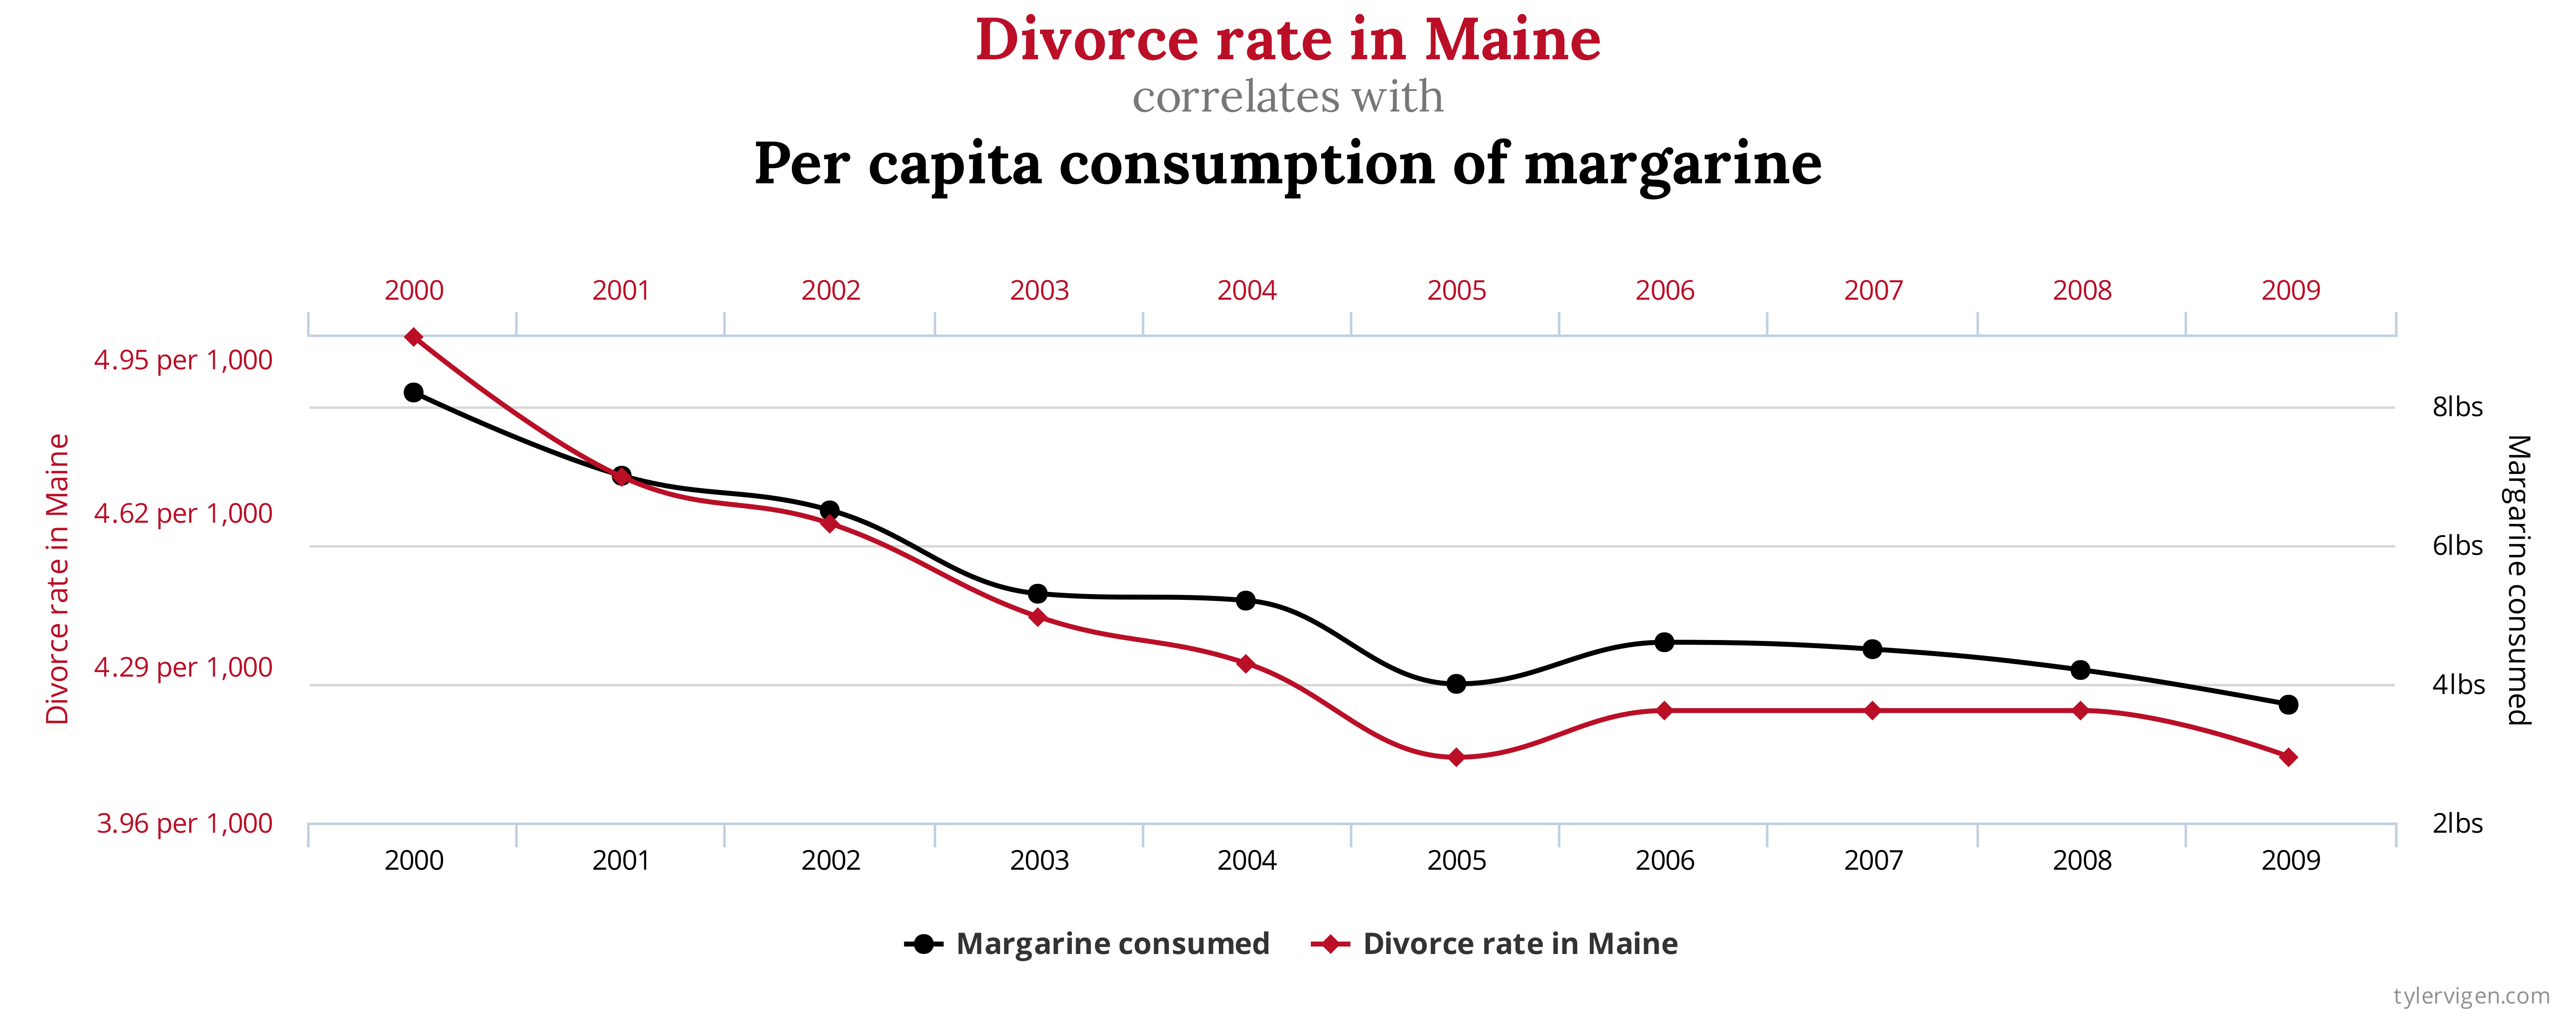 Divorce rate in Maine
correlates with
Per capita consumption of margarine
2000 2001 2002 2003 2004 2005 2006 2007 2008 2009
Divorce rate in Maine
4.95 per 1,000
4.62 per 1,000
4.29 per 1,000
3.96 per 1,000
8lbs
6lbs
4lbs
2lbs
Margarine consumed
2000 2001 2002 2003 2004 2005 2006 2007 2008 2009
Margarine consumed Divorce rate in Maine
tylervigen.com